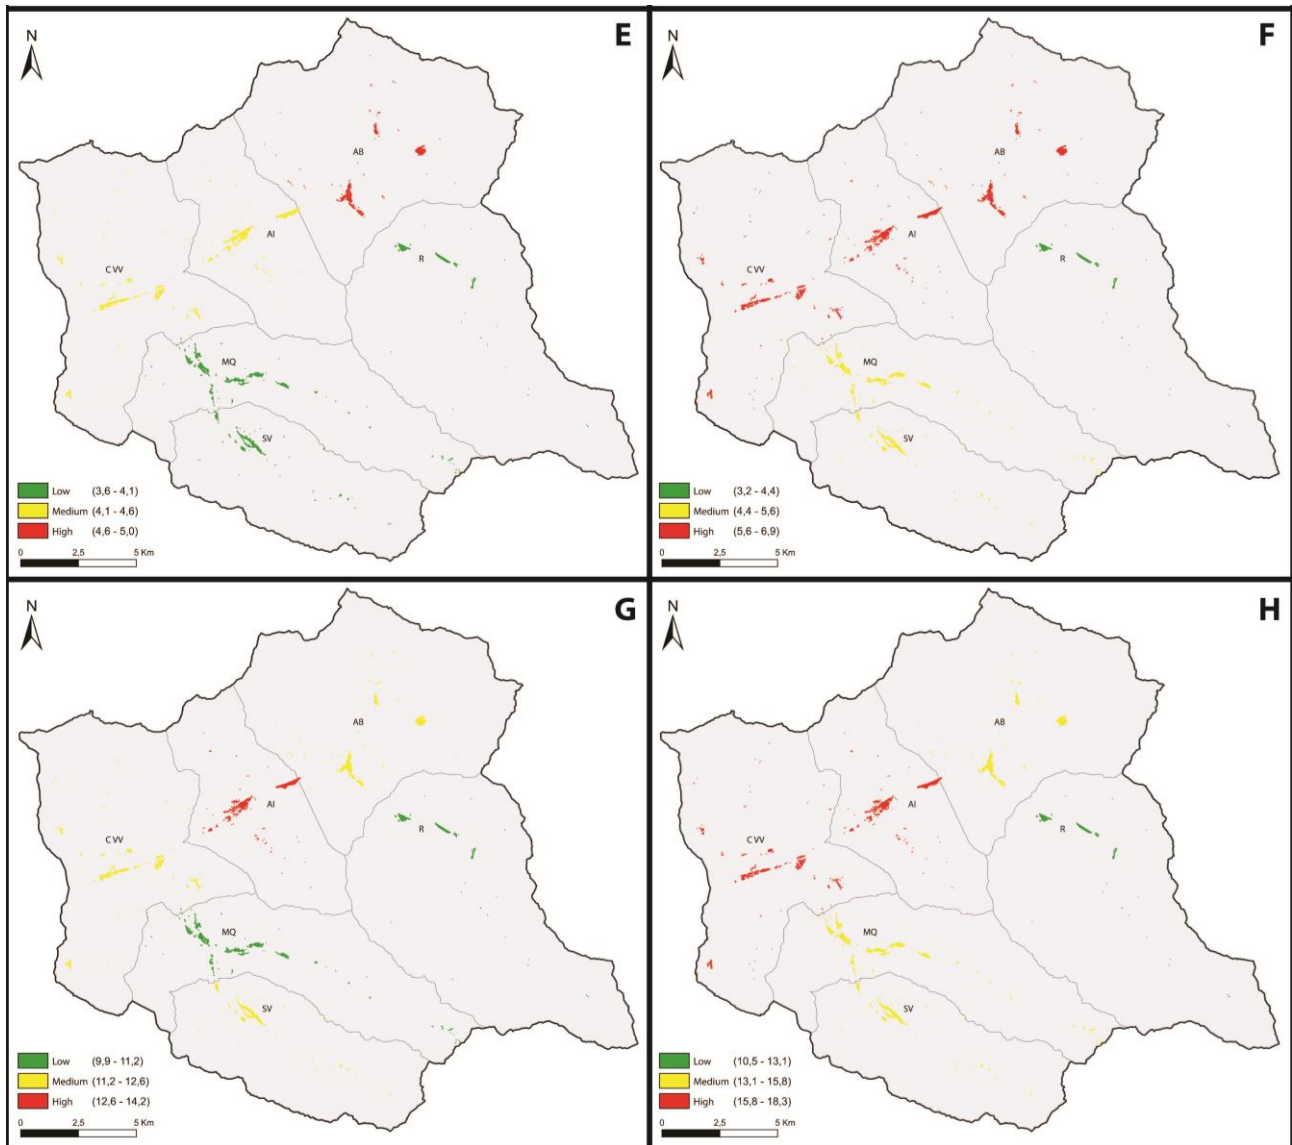 N
E
AB
AI
R
C VV
MQ
SV
Low (3,6 - 4,1)
Medium (4,1 - 4,6)
High (4,6 - 5,0)
0 2,5 5 Km
N
F
AB
AI
R
C VV
MQ
SV
Low (3,2 - 4,4)
Medium (4,4 - 5,6)
High (5,6 - 6,9)
0 2,5 5 Km
N
G
AB
AI
R
C VV
MQ
SV
Low (9,9 - 11,2)
Medium (11,2 - 12,6)
High (12,6 - 14,2)
0 2,5 5 Km
N
H
AB
AI
R
C VV
MQ
SV
Low (10,5 - 13,1)
Medium (13,1 - 15,8)
High (15,8 - 18,3)
0 2,5 5 Km